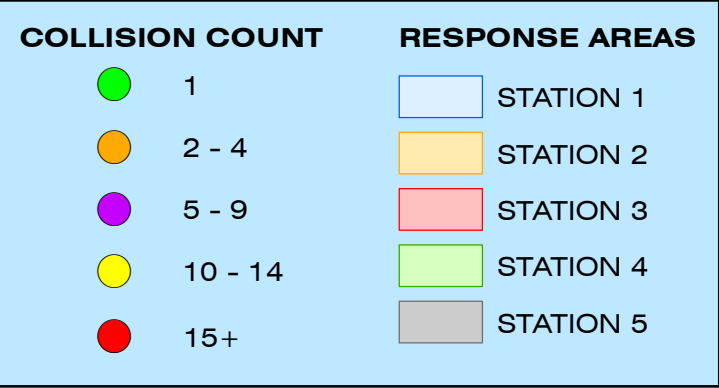 COLLISION COUNT
1
2 - 4
5 - 9
10 - 14
15+
RESPONSE AREAS
STATION 1
STATION 2
STATION 3
STATION 4
STATION 5